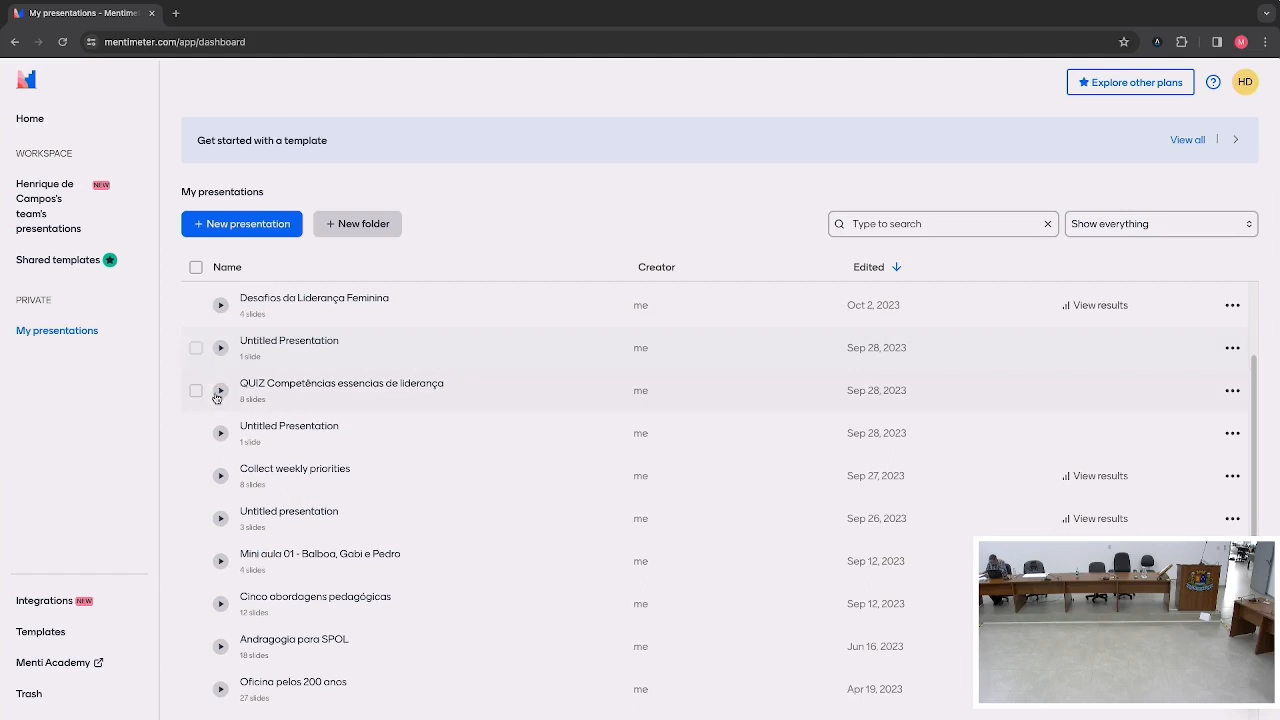 My presentations - Mentime
mentimeter.com/app/dashboard
M
Explore other plans
HD
Home
WORKSPACE
Henrique de
Campos's
team's
presentations
NEW
Shared templates
PRIVATE
My presentations
Integrations NEW
Templates
Menti Academy
Trash
Get started with a template
View all
My presentations
+ New presentation
+ New folder
Type to search
Show everything
Name Creator Edited
Desafios da Liderança Feminina me Oct 2, 2023 View results
4 slides
Untitled Presentation me Sep 28, 2023
1 slide
QUIZ Competências essencias de liderança me Sep 28, 2023
8 slides
Untitled Presentation me Sep 28, 2023
1 slide
Collect weekly priorities me Sep 27, 2023 View results
8 slides
Untitled presentation me Sep 26, 2023 View results
3 slides
Mini aula 01 - Balboa, Gabi e Pedro me Sep 12, 2023
4 slides
Cinco abordagens pedagógicas me Sep 12, 2023
12 slides
Andragogia para SPOL me Jun 16, 2023
18 slides
Oficina pelos 200 anos me Apr 19, 2023
27 slides